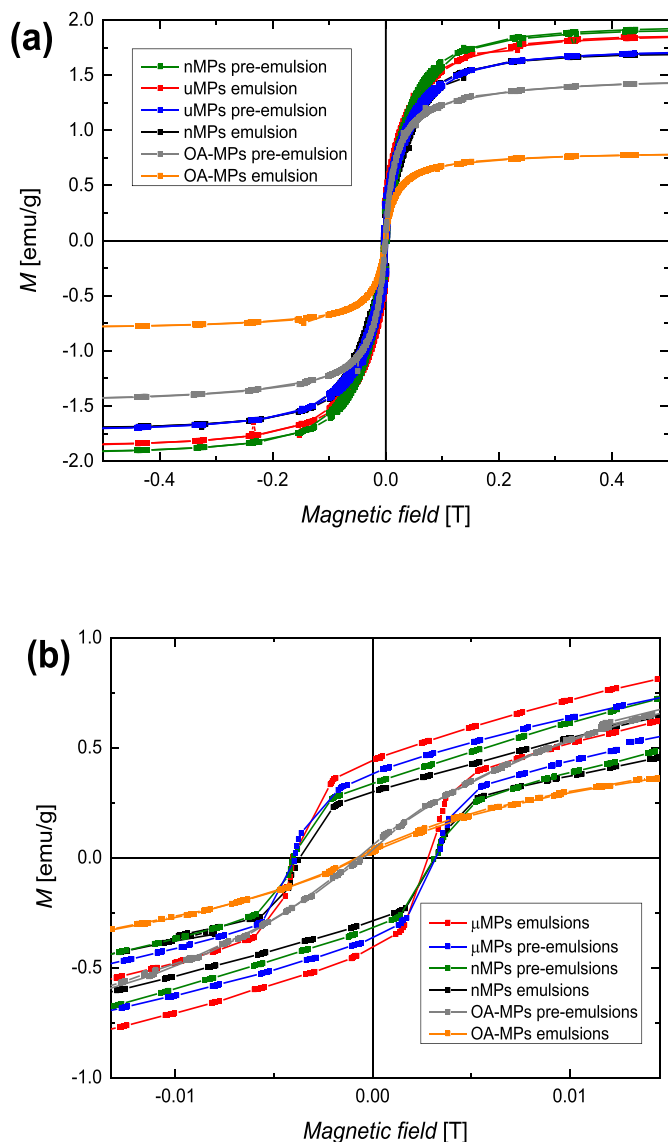 (a)
2.0
1.5
1.0
0.5
0.0
-0.5
-1.0
-1.5
-2.0
M [emu/g]
nMPs pre-emulsion
uMPs emulsion
uMPs pre-emulsion
nMPs emulsion
OA-MPs pre-emulsion
OA-MPs emulsion
-0.4 -0.2 0.0 0.2 0.4
Magnetic field [T]
(b)
1.0
0.5
0.0
-0.5
-1.0
M [emu/g]
μMPs emulsions
μMPs pre-emulsions
nMPs pre-emulsions
nMPs emulsions
OA-MPs pre-emulsions
OA-MPs emulsions
-0.01 0.00 0.01
Magnetic field [T]